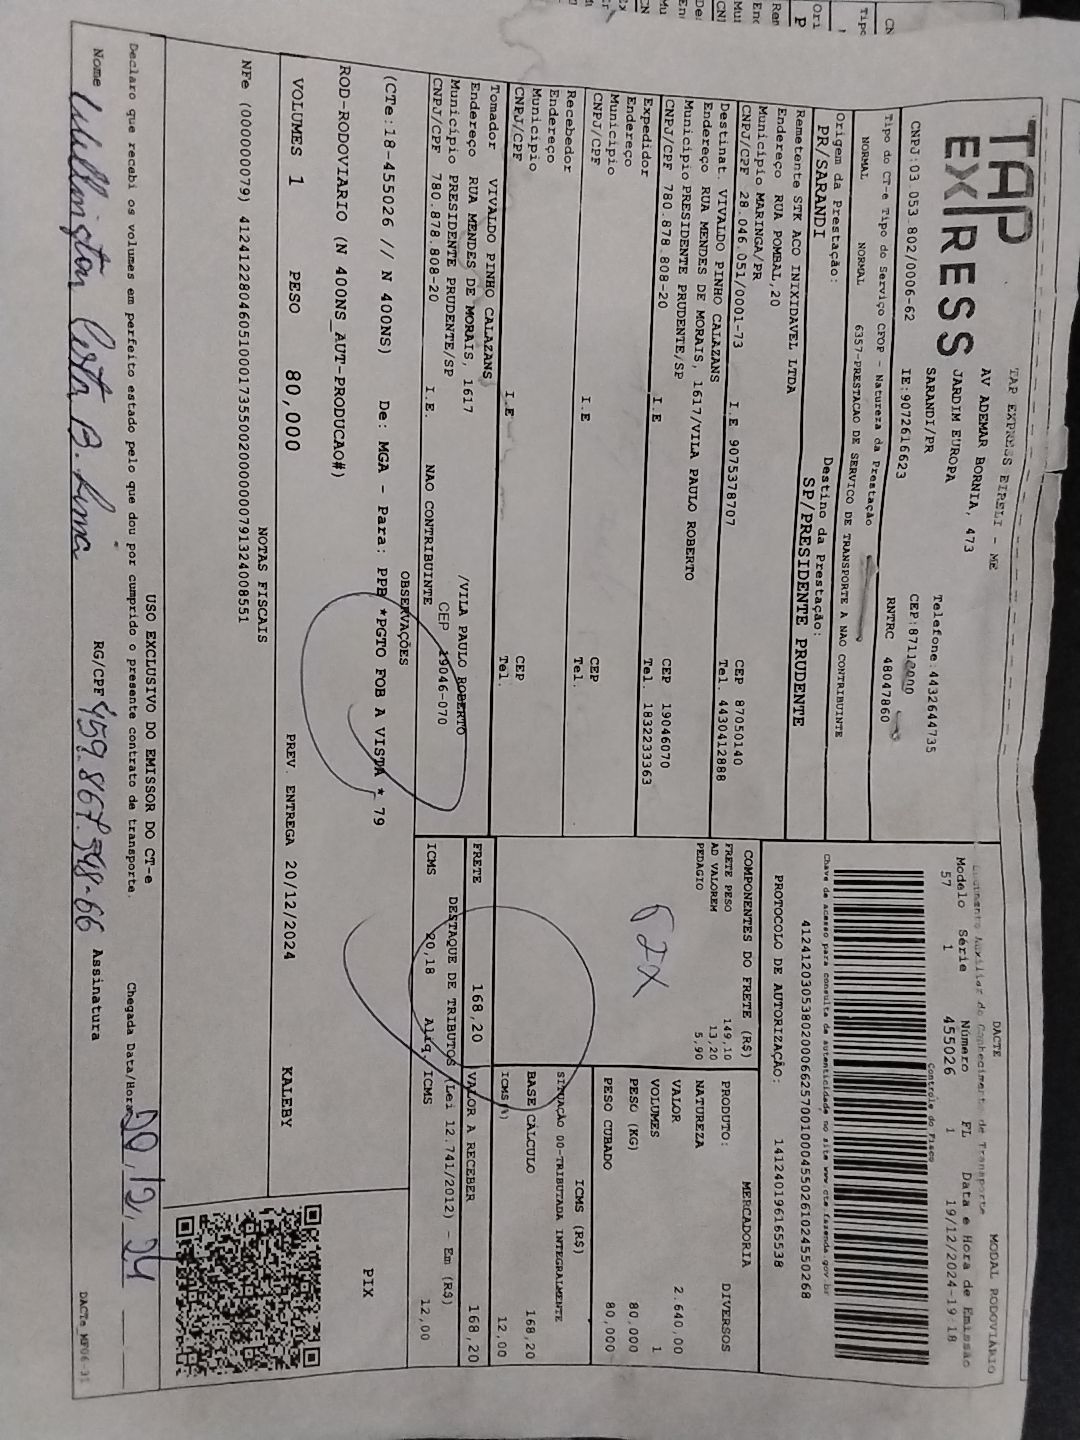 TAP
EXPRESS
TAP EXPRESS EIRELI - ME
AV ADEMAR BORNIA, 473
JARDIM EUROPA
SARANDI/PR
Telefone:4432644735
CNPJ:03.053.802/0006-62 IE:9072616623 CEP:87112000
RNTRC 48047860
Tipo do CT-e Tipo do Serviço CFOP - Natureza da Prestação
NORMAL NORMAL 6357-PRESTACAO DE SERVICO DE TRANSPORTE A NAO CONTRIBUINTE
Origem da Prestação: Destino da Prestação:
PR/SARANDI SP/PRESIDENTE PRUDENTE
Remetente STK ACO INIXIDAVEL LTDA
Endereço RUA POMBAL,20
Municipio MARINGA/PR CEP 87050140
CNPJ/CPF 28.046.051/0001-73 I.E 9075378707 Tel. 4430412888
Destinat. VIVALDO PINHO CALAZANS
Endereço RUA MENDES DE MORAIS, 1617/VILA PAULO ROBERTO
Municipio PRESIDENTE PRUDENTE/SP CEP 19046070
CNPJ/CPF 780.878.808-20 I.E Tel. 1832233363
Expedidor
Endereço
Municipio CEP
CNPJ/CPF I.E Tel.
Recebedor
Endereço
Municipio CEP
CNPJ/CPF I.E Tel.
Tomador VIVALDO PINHO CALAZANS
Endereço RUA MENDES DE MORAIS, 1617 /VILA PAULO ROBERTO
Municipio PRESIDENTE PRUDENTE/SP CEP 19046-070
CNPJ/CPF 780.878.808-20 I.E. NAO CONTRIBUINTE
OBSERVAÇÕES
(CTe:18-455026 // N 400NS) De: MGA - Para: PPB *PGTO FOB A VISTA * 79
ROD-RODOVIARIO (N 400NS_AUT-PRODUCAO#)
DACTE MODAL RODOVIÁRIO
Documento Auxiliar do Conhecimento de Transporte
Modelo Série Número FL Data e Hora de Emissão
57 1 455026 1 19/12/2024-19:18
Controle do Fisco
Chave de acesso para consulta de autenticidade no site www.cte.fazenda.gov.br
41241203053802000662570010004550261024550268
PROTOCOLO DE AUTORIZAÇÃO: 141240196165538
COMPONENTES DO FRETE (R$)
FRETE PESO 149,10
AD VALOREM 13,20
PEDAGIO 5,90
MERCADORIA
PRODUTO: DIVERSOS
NATUREZA
VALOR 2.640,00
VOLUMES 1
PESO (KG) 80,000
PESO CUBADO 80,000
ICMS (R$)
SITUAÇÃO 00-TRIBUTADA INTEGRALMENTE
BASE CÁLCULO 168,20
ICMS(%) 12,00
FRETE 168,20 VALOR A RECEBER 168,20
DESTAQUE DE TRIBUTOS (Lei 12.741/2012) - Em (R$)
ICMS 20,18 Aliq. ICMS 12,00
PIX
VOLUMES 1 PESO 80,000 PREV. ENTREGA 20/12/2024 KALEBY
NOTAS FISCAIS
NFe (000000079) 41241228046051000173550020000000791324008551
USO EXCLUSIVO DO EMISSOR DO CT-e
Declaro que recebi os volumes em perfeito estado pelo que dou por cumprido o presente contrato de transporte. Chegada Data/Hora 20/12/24
Nome Wellington Costa B. Lima RG/CPF 459.867.548-66 Assinatura